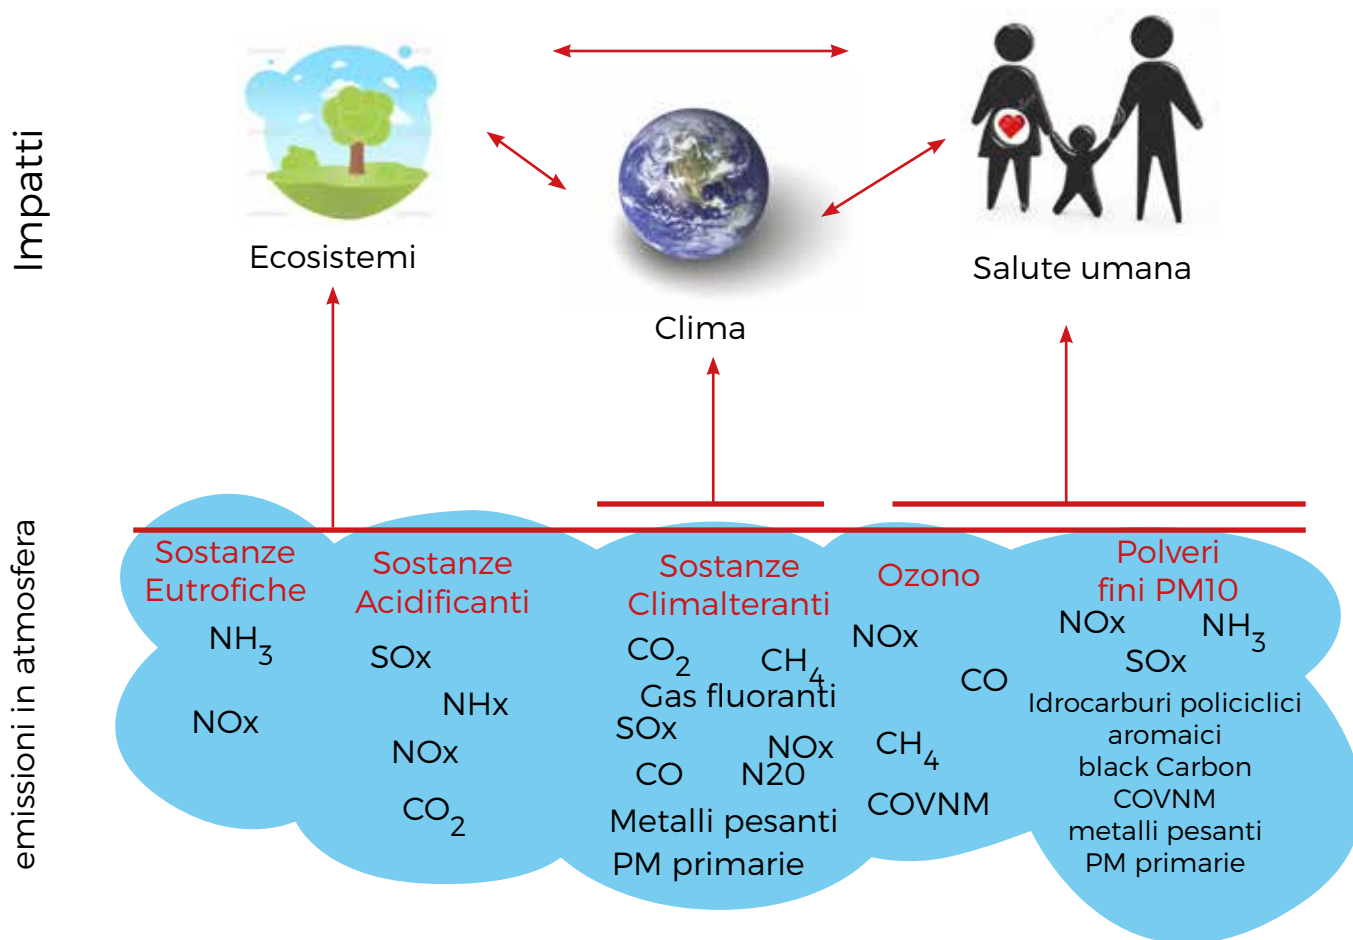 Impatti
Ecosistemi
Clima
Salute umana
emissioni in atmosfera
Sostanze
Eutrofiche
NH₃
NOx
Sostanze
Acidificanti
SOx
NHx
NOx
CO₂
Sostanze
Climalteranti
CO₂
CH₄
Gas fluoranti
SOx
NOx
CO
N20
Metalli pesanti
PM primarie
Ozono
NOx
CO
CH₄
COVNM
Polveri
fini PM10
NOx
NH₃
SOx
Idrocarburi policiclici
aromaici
black Carbon
COVNM
metalli pesanti
PM primarie